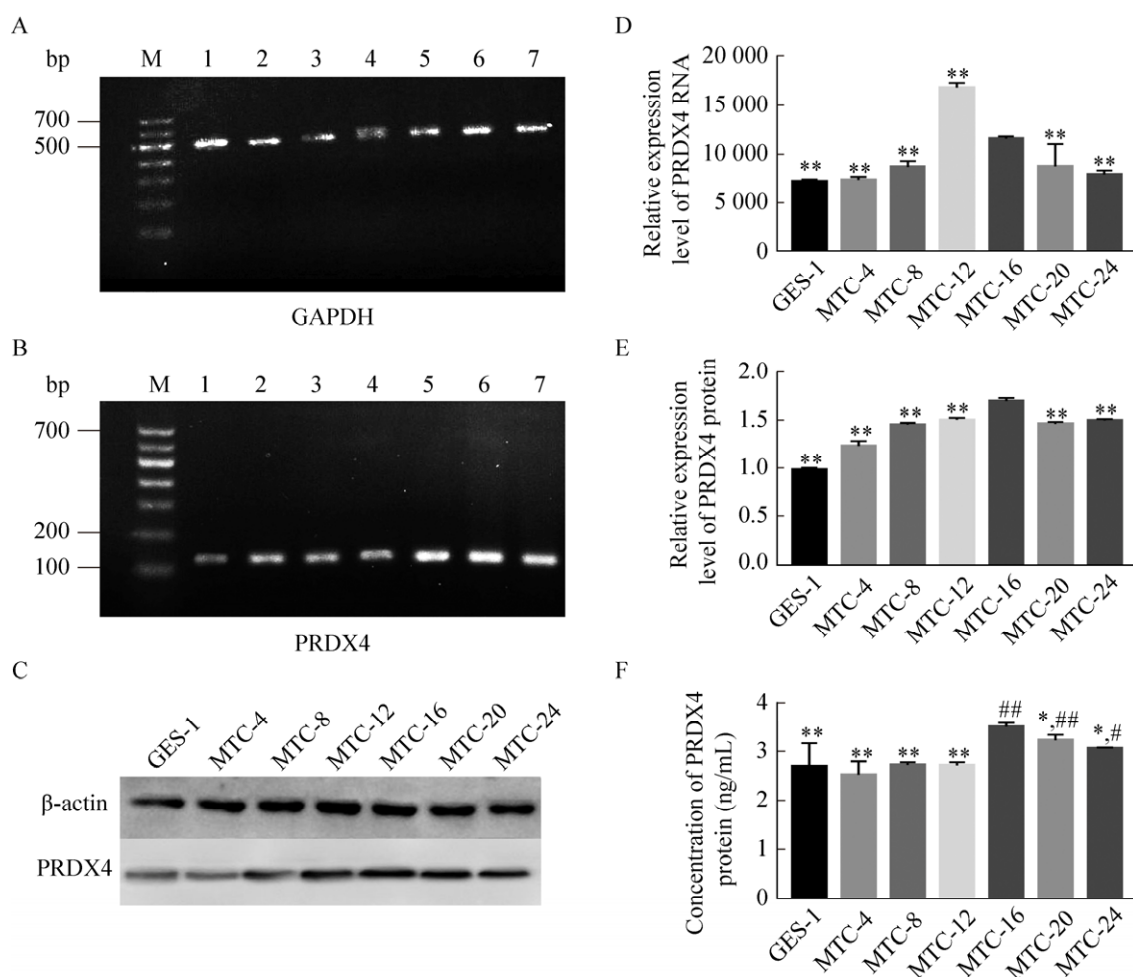 A
bp M 1 2 3 4 5 6 7
700
500
GAPDH
B
bp M 1 2 3 4 5 6 7
700
200
100
PRDX4
C
GES-1 MTC-4 MTC-8 MTC-12 MTC-16 MTC-20 MTC-24
β-actin
PRDX4
D
Relative expression
level of PRDX4 RNA
20 000
15 000
10 000
5 000
0
** ** ** ** ** **
GES-1 MTC-4 MTC-8 MTC-12 MTC-16 MTC-20 MTC-24
E
Relative expression
level of PRDX4 protein
2.0
1.5
1.0
0.5
0.0
** ** ** ** ** **
GES-1 MTC-4 MTC-8 MTC-12 MTC-16 MTC-20 MTC-24
F
Concentration of PRDX4
protein (ng/mL)
4
3
2
1
0
** ** ** ** ## *,## *,#
GES-1 MTC-4 MTC-8 MTC-12 MTC-16 MTC-20 MTC-24